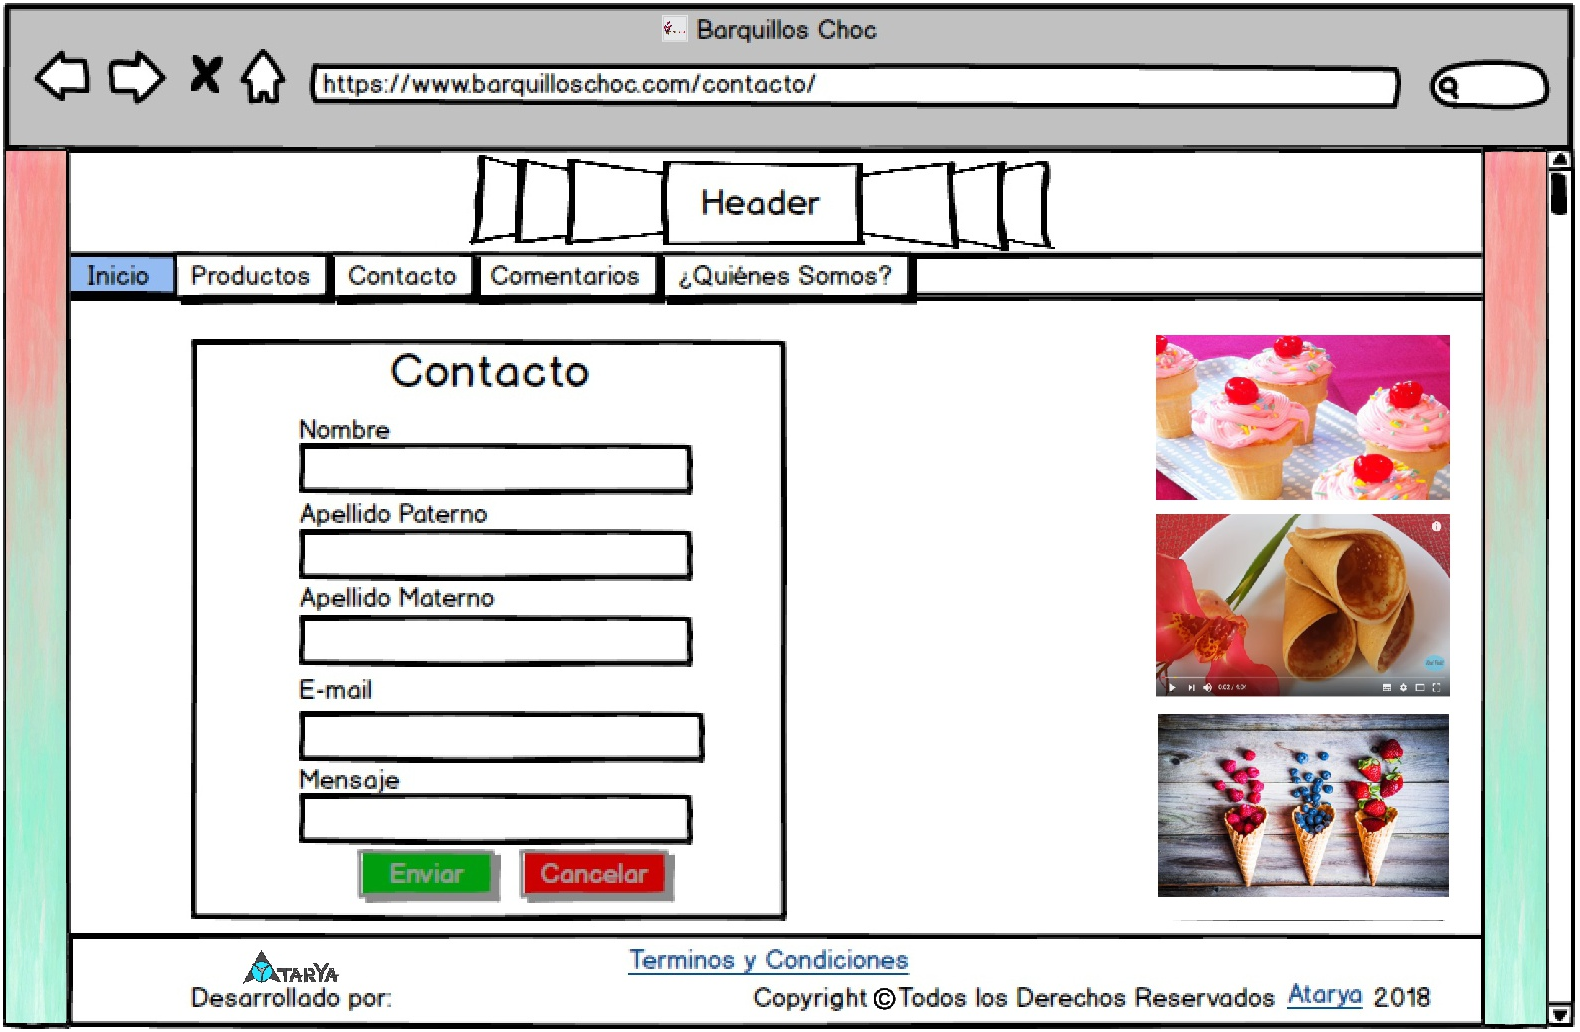 Barquillos Choc
https://www.barquilloschoc.com/contacto/
Header
Inicio Productos Contacto Comentarios ¿Quiénes Somos?
Contacto
Nombre
Apellido Paterno
Apellido Materno
E-mail
Mensaje
Enviar Cancelar
ATARYA
Terminos y Condiciones
Desarrollado por:
Copyright © Todos los Derechos Reservados Atarya 2018